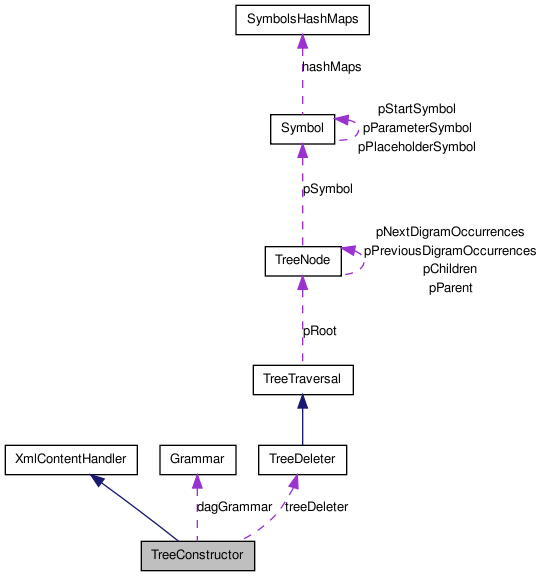 SymbolsHashMaps
hashMaps
pStartSymbol
Symbol
pParameterSymbol
pPlaceholderSymbol
pSymbol
pNextDigramOccurrences
pPreviousDigramOccurrences
TreeNode
pChildren
pParent
pRoot
TreeTraversal
XmlContentHandler
Grammar
TreeDeleter
dagGrammar
treeDeleter
TreeConstructor